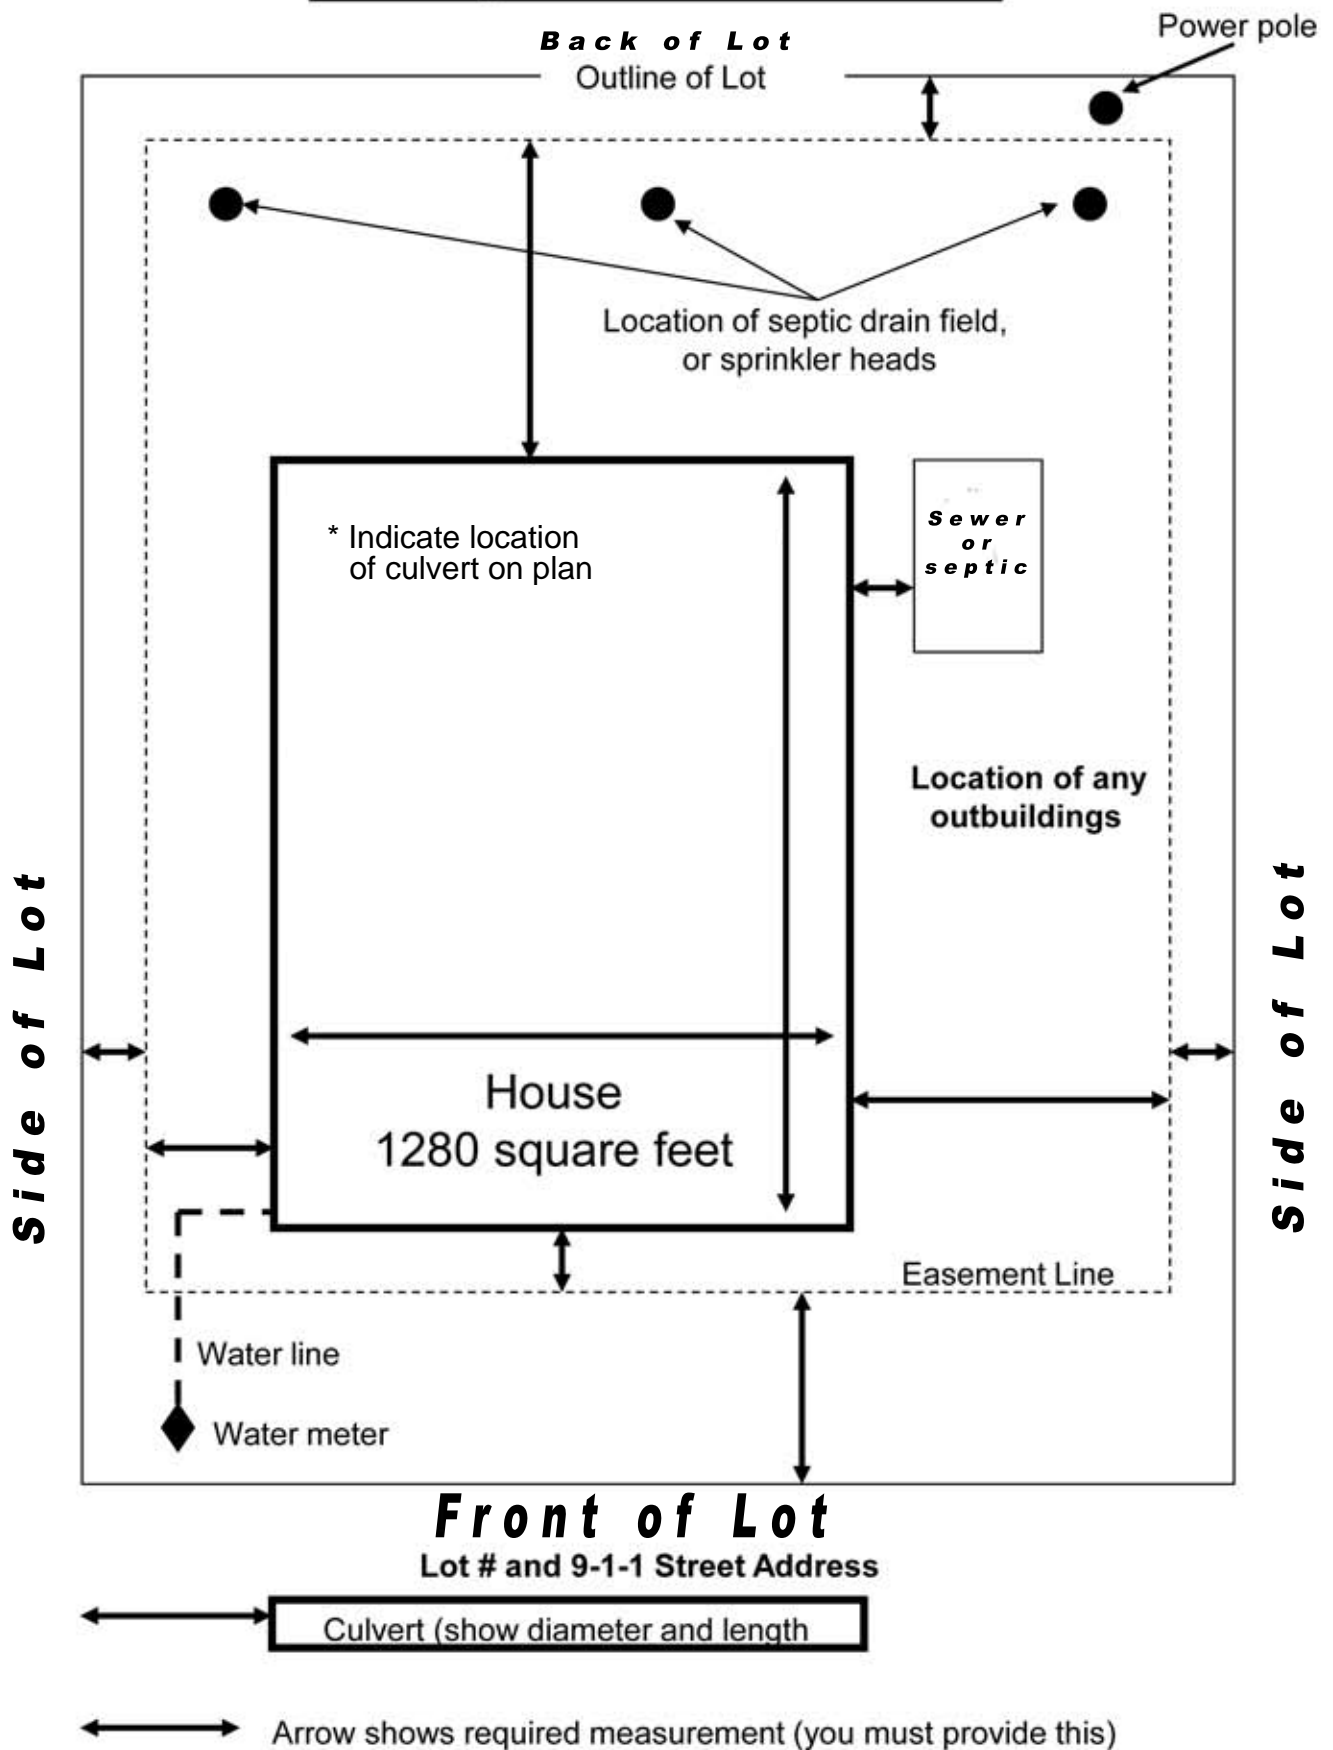 Power pole
Back of Lot
Outline of Lot
Location of septic drain field,
or sprinkler heads
* Indicate location
of culvert on plan
Sewer
or
septic
Location of any
outbuildings
Side of Lot
Side of Lot
House
1280 square feet
Easement Line
Water line
Water meter
Front of Lot
Lot # and 9-1-1 Street Address
Culvert (show diameter and length
Arrow shows required measurement (you must provide this)